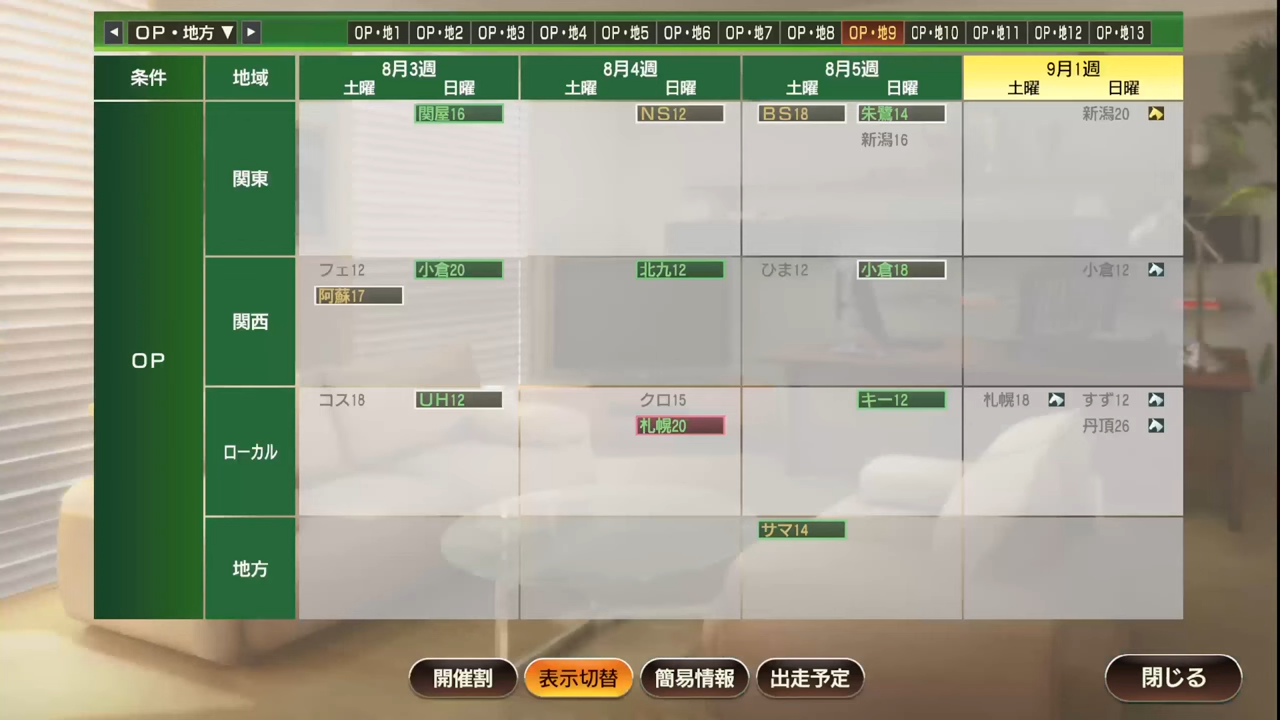 ◀ OP・地方▼ ▶ OP・地1 OP・地2 OP・地3 OP・地4 OP・地5 OP・地6 OP・地7 OP・地8 OP・地9 OP・地10 OP・地11 OP・地12 OP・地13
条件 地域 8月3週 8月4週 8月5週 9月1週
土曜 日曜 土曜 日曜 土曜 日曜 土曜 日曜
OP
関東
関屋16 NS12 BS18 朱鷺14 新潟20
新潟16
関西
フェ12 小倉20 北九12 ひま12 小倉18 小倉12
阿蘇17
ローカル
コス18 UH12 クロ15 キー12 札幌18 すず12
札幌20 丹頂26
地方
サマ14
開催割 表示切替 簡易情報 出走予定 閉じる